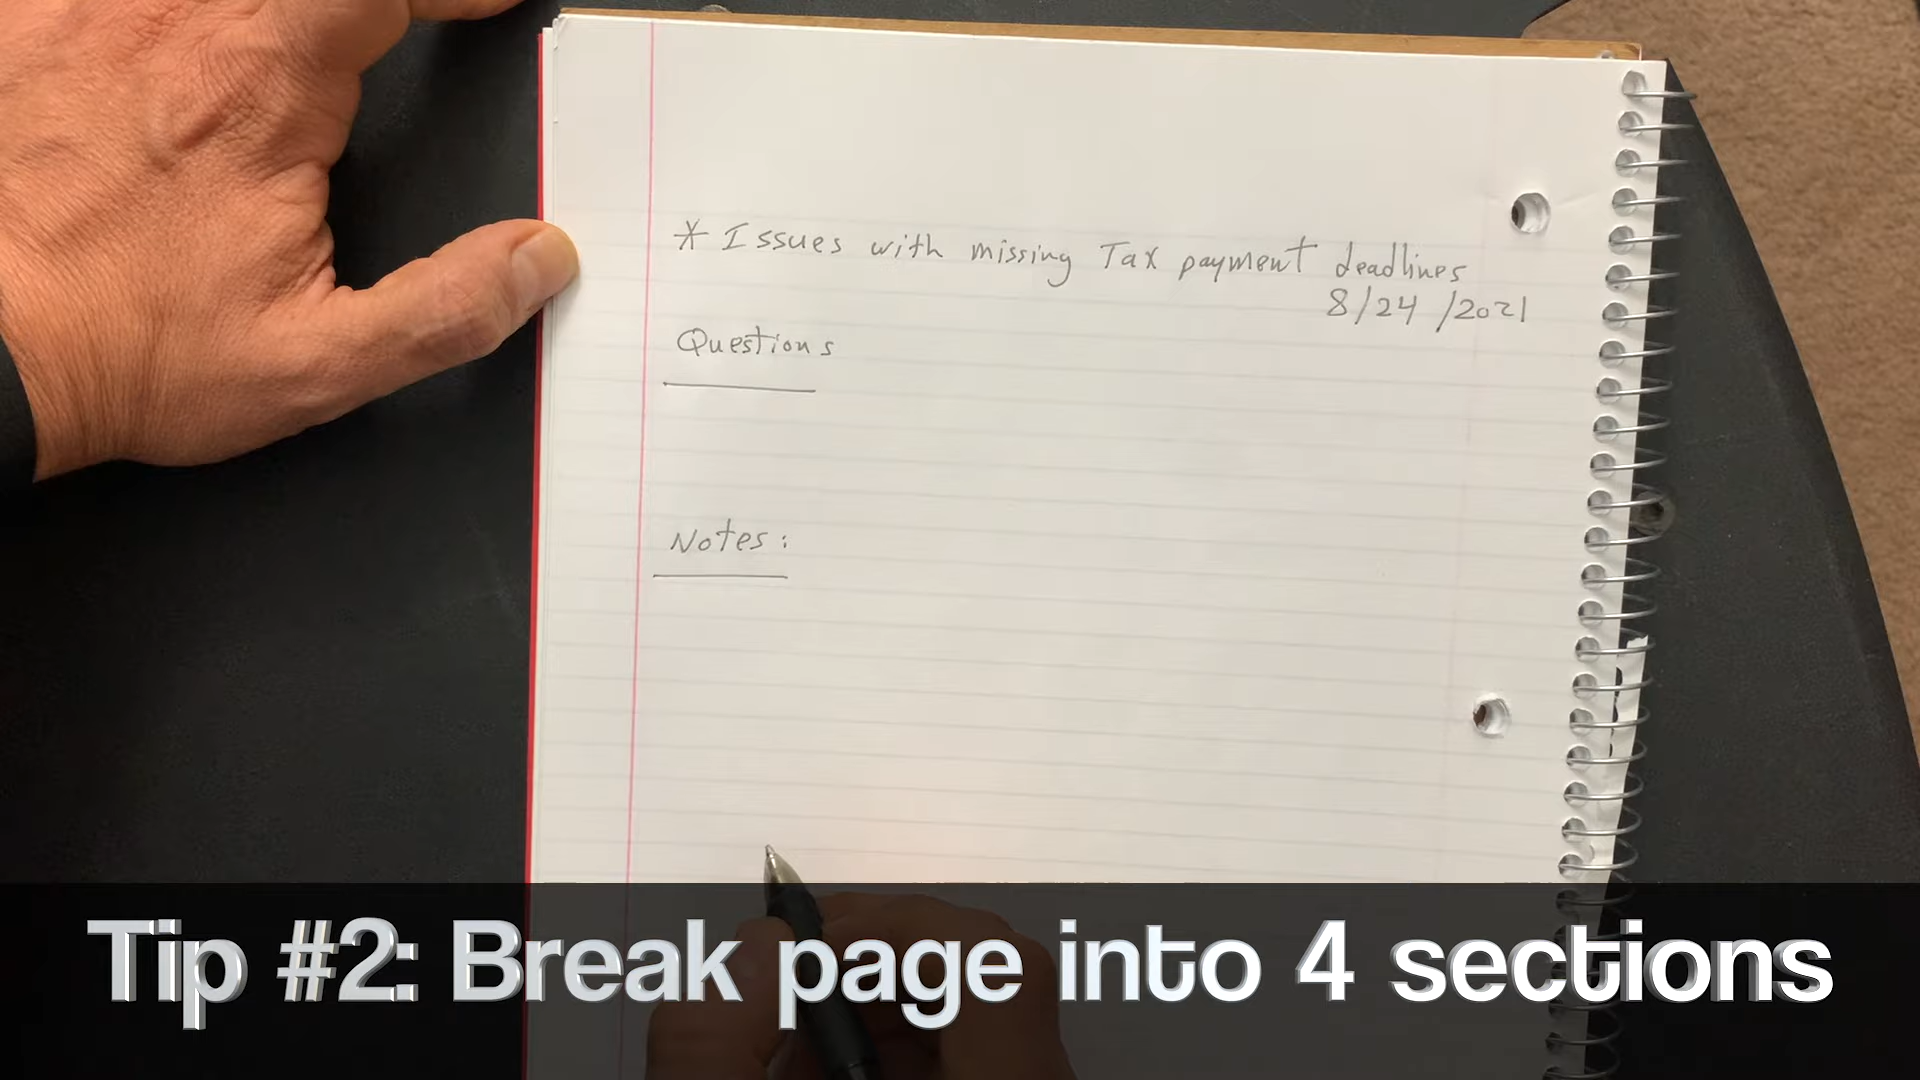 * Issues with missing Tax payment deadlines
8/24/2021
Questions
Notes:
Tip #2: Break page into 4 sections